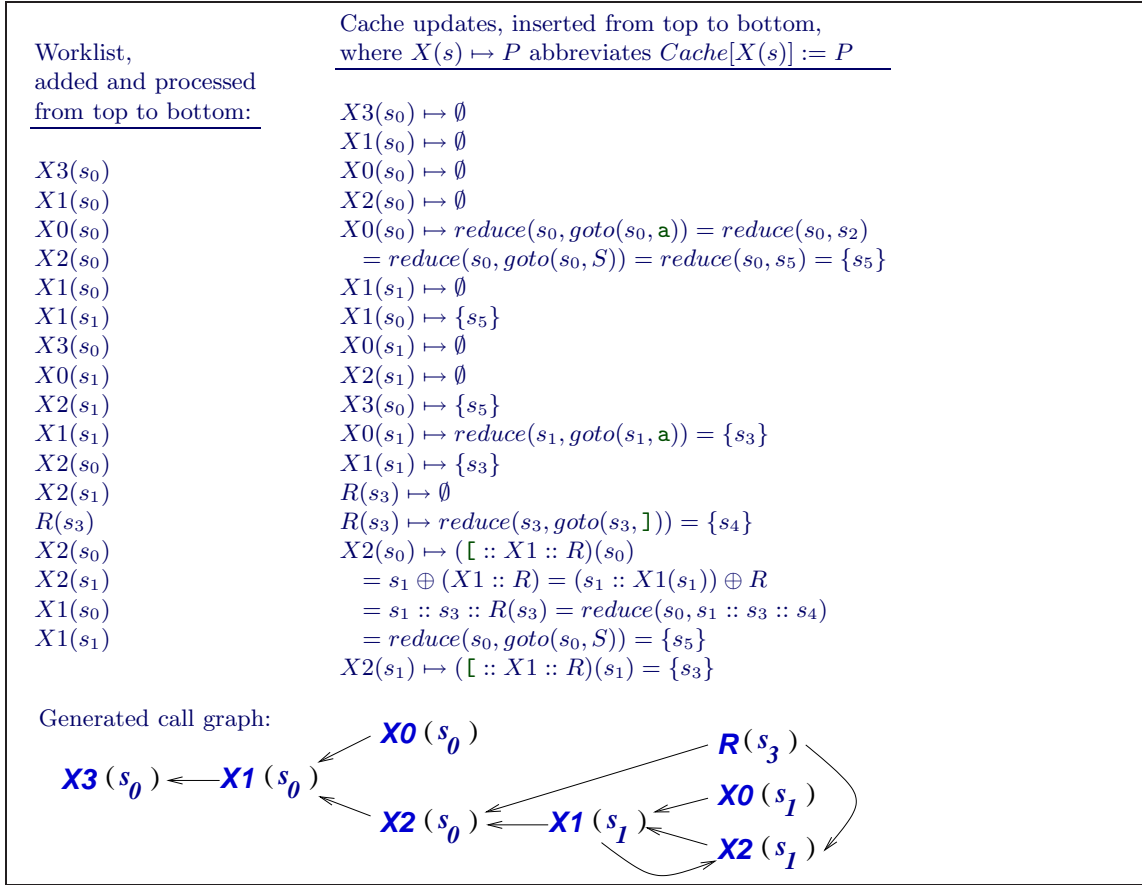 Worklist,
added and processed
from top to bottom:
X3(s₀)
X1(s₀)
X0(s₀)
X2(s₀)
X1(s₀)
X1(s₁)
X3(s₀)
X0(s₁)
X2(s₁)
X1(s₁)
X2(s₀)
X2(s₁)
R(s₃)
X2(s₀)
X2(s₁)
X1(s₀)
X1(s₁)
Cache updates, inserted from top to bottom,
where X(s) ↦ P abbreviates Cache[X(s)] := P
X3(s₀) ↦ ∅
X1(s₀) ↦ ∅
X0(s₀) ↦ ∅
X2(s₀) ↦ ∅
X0(s₀) ↦ reduce(s₀, goto(s₀, a)) = reduce(s₀, s₂)
= reduce(s₀, goto(s₀, S)) = reduce(s₀, s₅) = {s₅}
X1(s₁) ↦ ∅
X1(s₀) ↦ {s₅}
X0(s₁) ↦ ∅
X2(s₁) ↦ ∅
X3(s₀) ↦ {s₅}
X0(s₁) ↦ reduce(s₁, goto(s₁, a)) = {s₃}
X1(s₁) ↦ {s₃}
R(s₃) ↦ ∅
R(s₃) ↦ reduce(s₃, goto(s₃, ])) = {s₄}
X2(s₀) ↦ ([ :: X1 :: R)(s₀)
= s₁ ⊕ (X1 :: R) = (s₁ :: X1(s₁)) ⊕ R
= s₁ :: s₃ :: R(s₃) = reduce(s₀, s₁ :: s₃ :: s₄)
= reduce(s₀, goto(s₀, S)) = {s₅}
X2(s₁) ↦ ([ :: X1 :: R)(s₁) = {s₃}
Generated call graph:
X0 (s₀)
R (s₃)
X3 (s₀)
X1 (s₀)
X0 (s₁)
X2 (s₀)
X1 (s₁)
X2 (s₁)